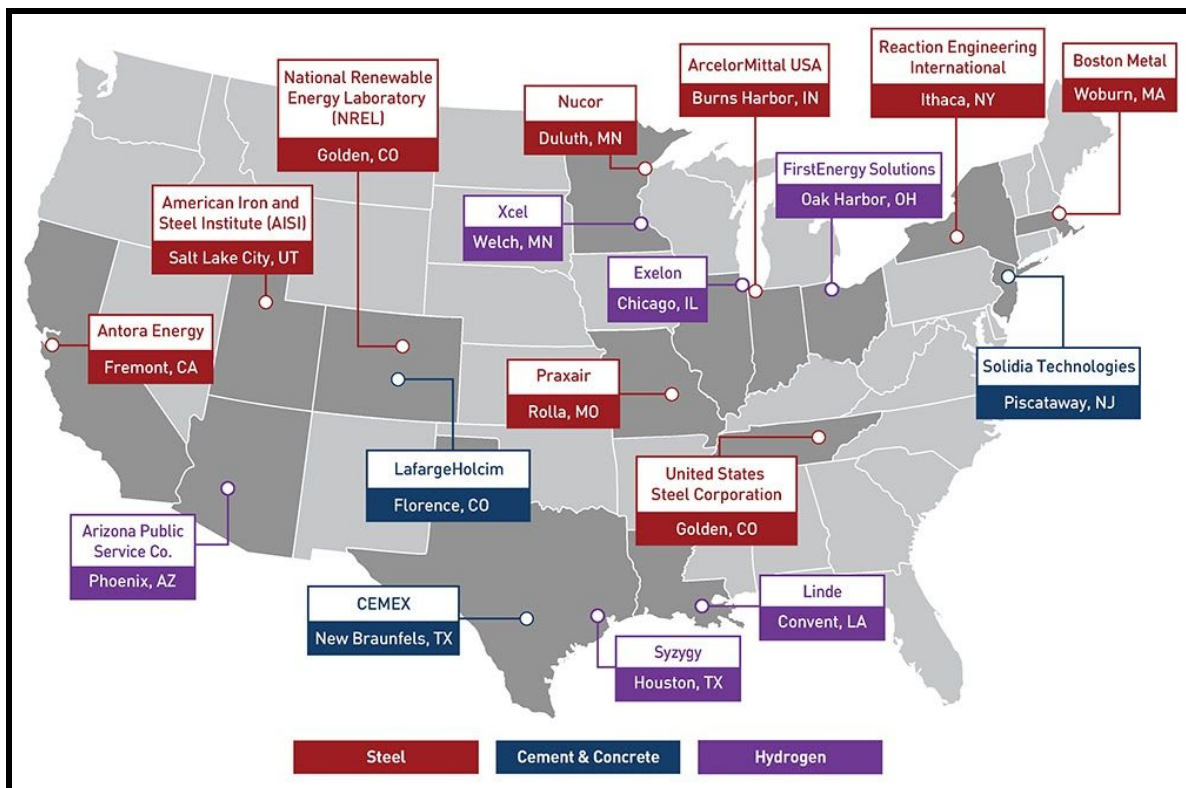 National Renewable
Energy Laboratory
(NREL)
Golden, CO
Nucor
Duluth, MN
ArcelorMittal USA
Burns Harbor, IN
Reaction Engineering
International
Ithaca, NY
Boston Metal
Woburn, MA
American Iron and
Steel Institute (AISI)
Salt Lake City, UT
Xcel
Welch, MN
FirstEnergy Solutions
Oak Harbor, OH
Exelon
Chicago, IL
Antora Energy
Fremont, CA
Praxair
Rolla, MO
Solidia Technologies
Piscataway, NJ
LafargeHolcim
Florence, CO
United States
Steel Corporation
Golden, CO
Arizona Public
Service Co.
Phoenix, AZ
CEMEX
New Braunfels, TX
Linde
Convent, LA
Syzygy
Houston, TX
Steel
Cement & Concrete
Hydrogen